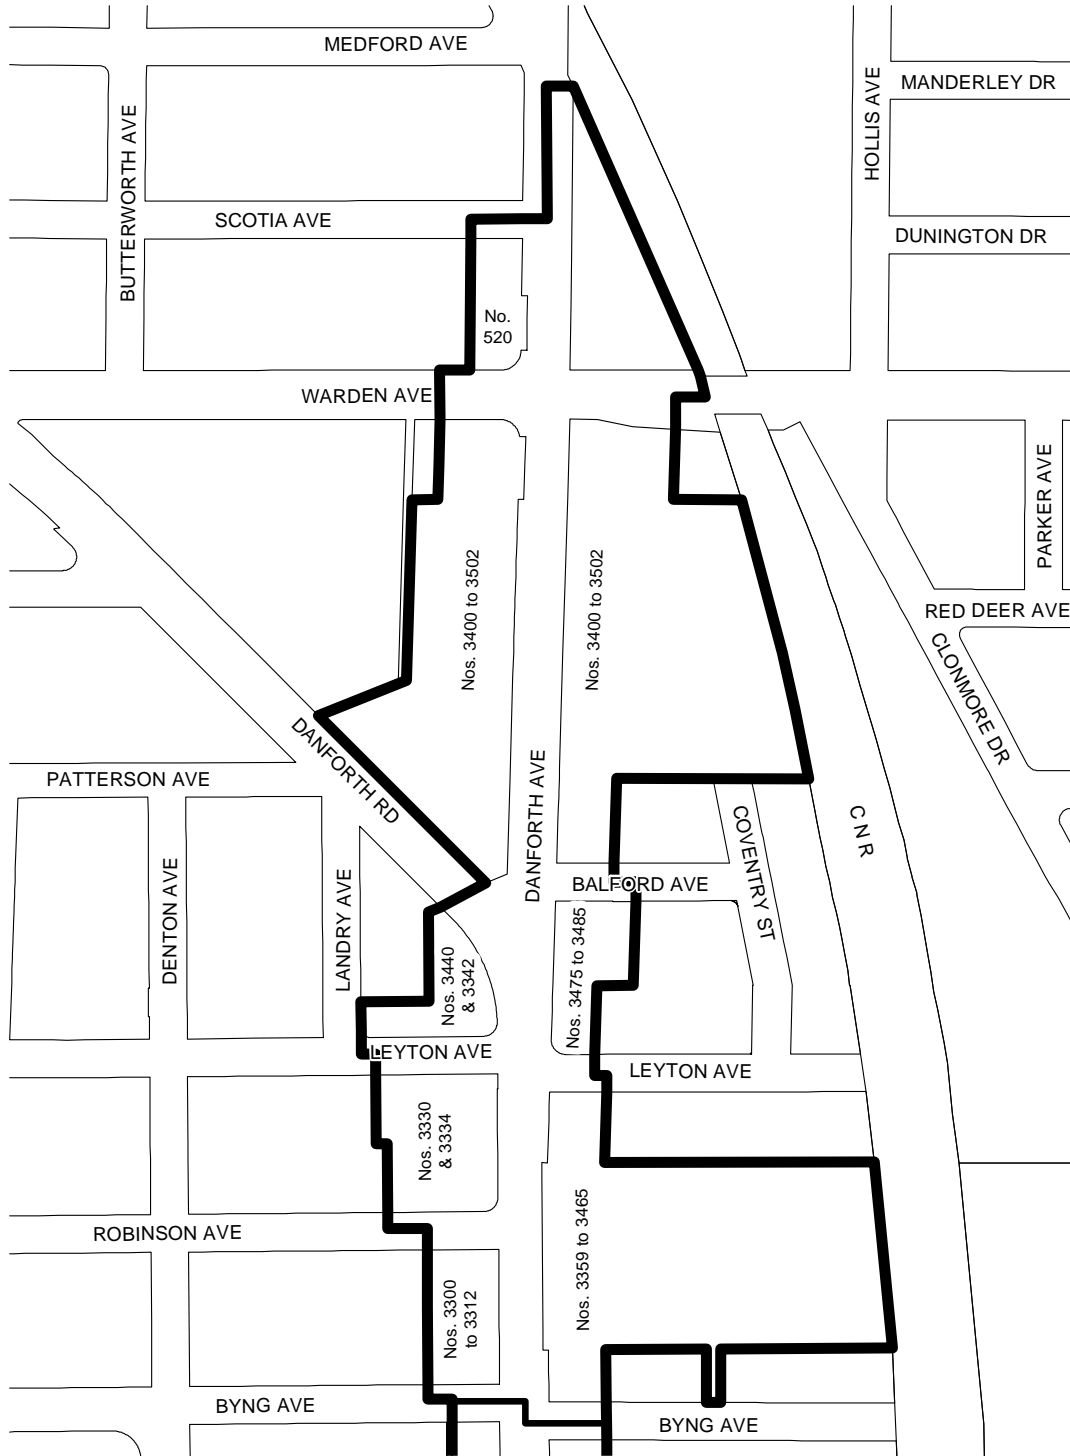 MEDFORD AVE
MANDERLEY DR
HOLLIS AVE
BUTTERWORTH AVE
SCOTIA AVE
DUNINGTON DR
No.
520
WARDEN AVE
PARKER AVE
Nos. 3400 to 3502
Nos. 3400 to 3502
RED DEER AVE
CLONMORE DR
DANFORTH RD
PATTERSON AVE
DANFORTH AVE
COVENTRY ST
C N R
BALFORD AVE
DENTON AVE
LANDRY AVE
Nos. 3440
& 3342
Nos. 3475 to 3485
LEYTON AVE
LEYTON AVE
Nos. 3330
& 3334
ROBINSON AVE
Nos. 3359 to 3465
Nos. 3300
to 3312
BYNG AVE
BYNG AVE